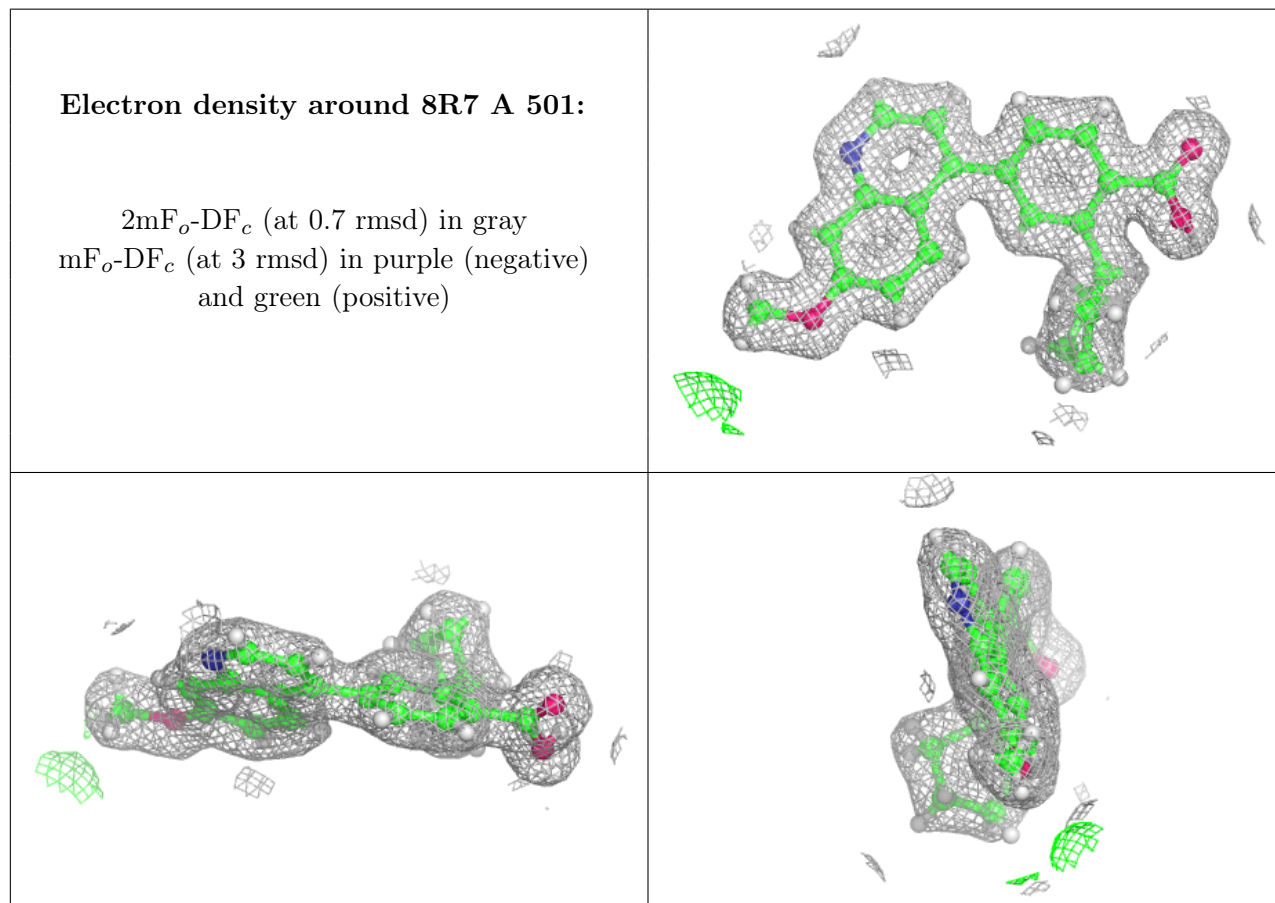 Electron density around 8R7 A 501:
2mFo-DFc (at 0.7 rmsd) in gray
mFo-DFc (at 3 rmsd) in purple (negative)
and green (positive)